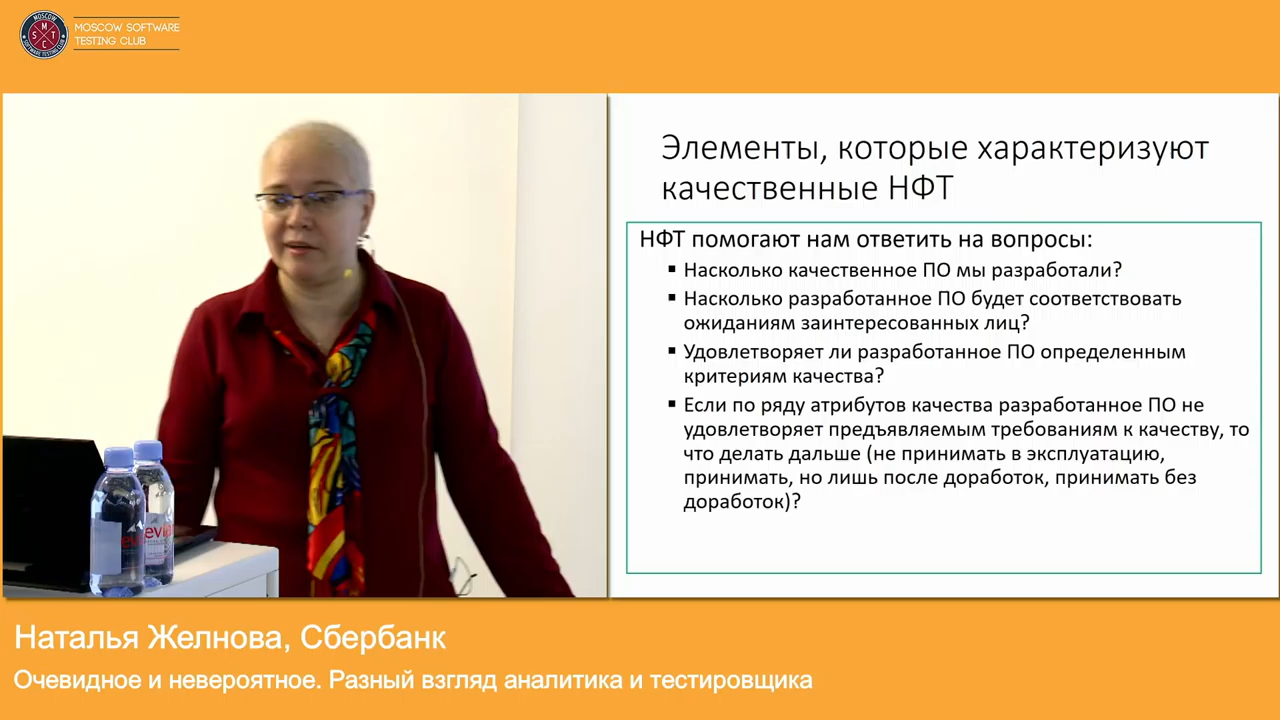 MOSCOW SOFTWARE
TESTING CLUB
Элементы, которые характеризуют
качественные НФТ
НФТ помогают нам ответить на вопросы:
▪ Насколько качественное ПО мы разработали?
▪ Насколько разработанное ПО будет соответствовать
ожиданиям заинтересованных лиц?
▪ Удовлетворяет ли разработанное ПО определенным
критериям качества?
▪ Если по ряду атрибутов качества разработанное ПО не
удовлетворяет предъявляемым требованиям к качеству, то
что делать дальше (не принимать в эксплуатацию,
принимать, но лишь после доработок, принимать без
доработок)?
evian
Наталья Желнова, Сбербанк
Очевидное и невероятное. Разный взгляд аналитика и тестировщика